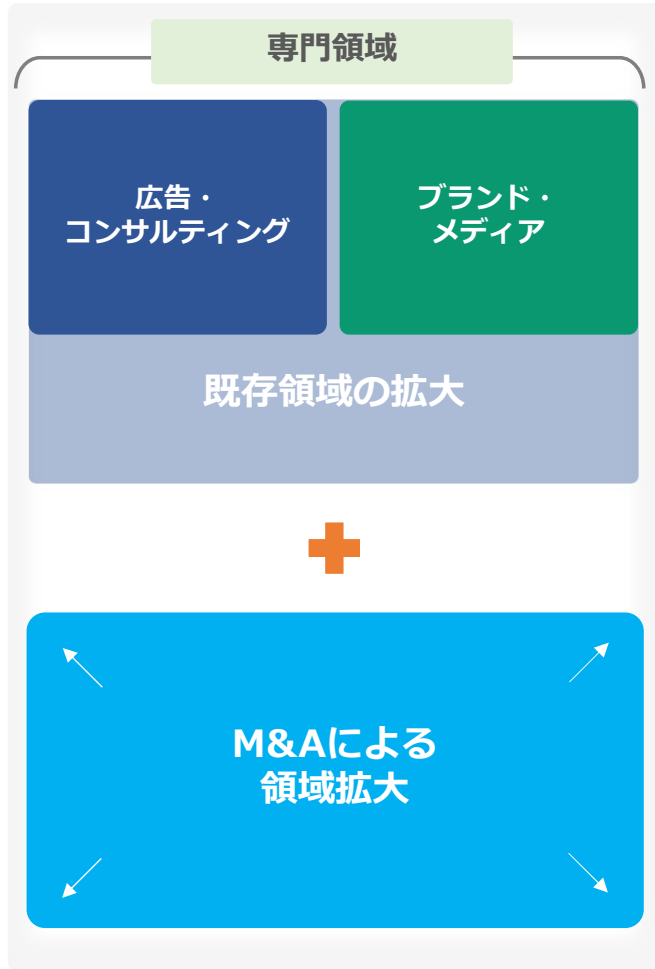 専門領域
広告・
コンサルティング
ブランド・
メディア
既存領域の拡大
M&Aによる
領域拡大